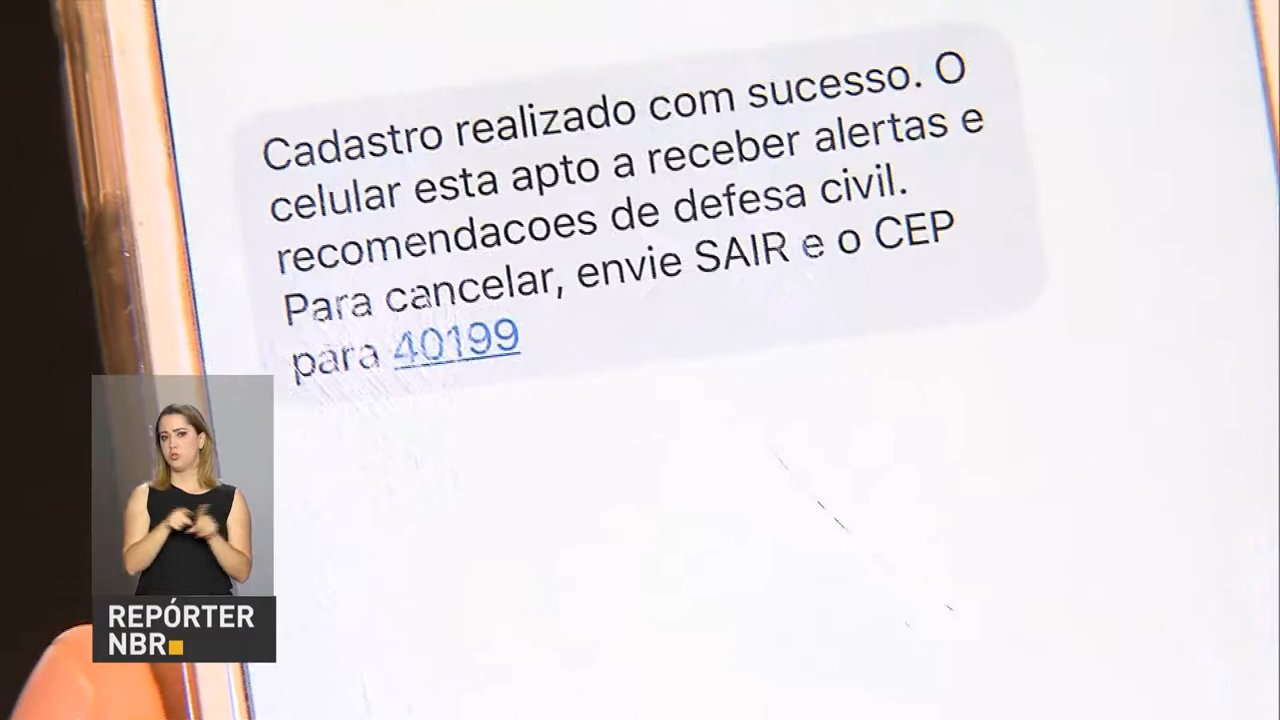 Cadastro realizado com sucesso. O
celular esta apto a receber alertas e
recomendacoes de defesa civil.
Para cancelar, envie SAIR e o CEP
para 40199
REPÓRTER
NBR